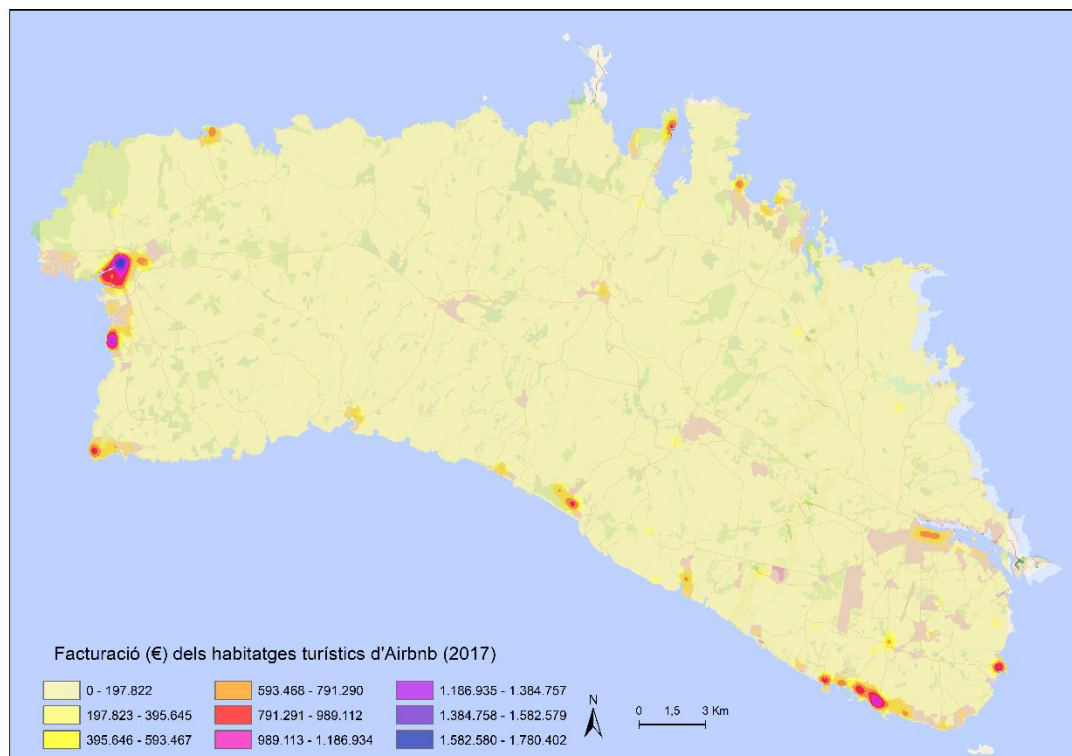 Facturació (€) dels habitatges turístics d'Airbnb (2017)
0 - 197.822
197.823 - 395.645
395.646 - 593.467
593.468 - 791.290
791.291 - 989.112
989.113 - 1.186.934
1.186.935 - 1.384.757
1.384.758 - 1.582.579
1.582.580 - 1.780.402
N
0 1,5 3 Km